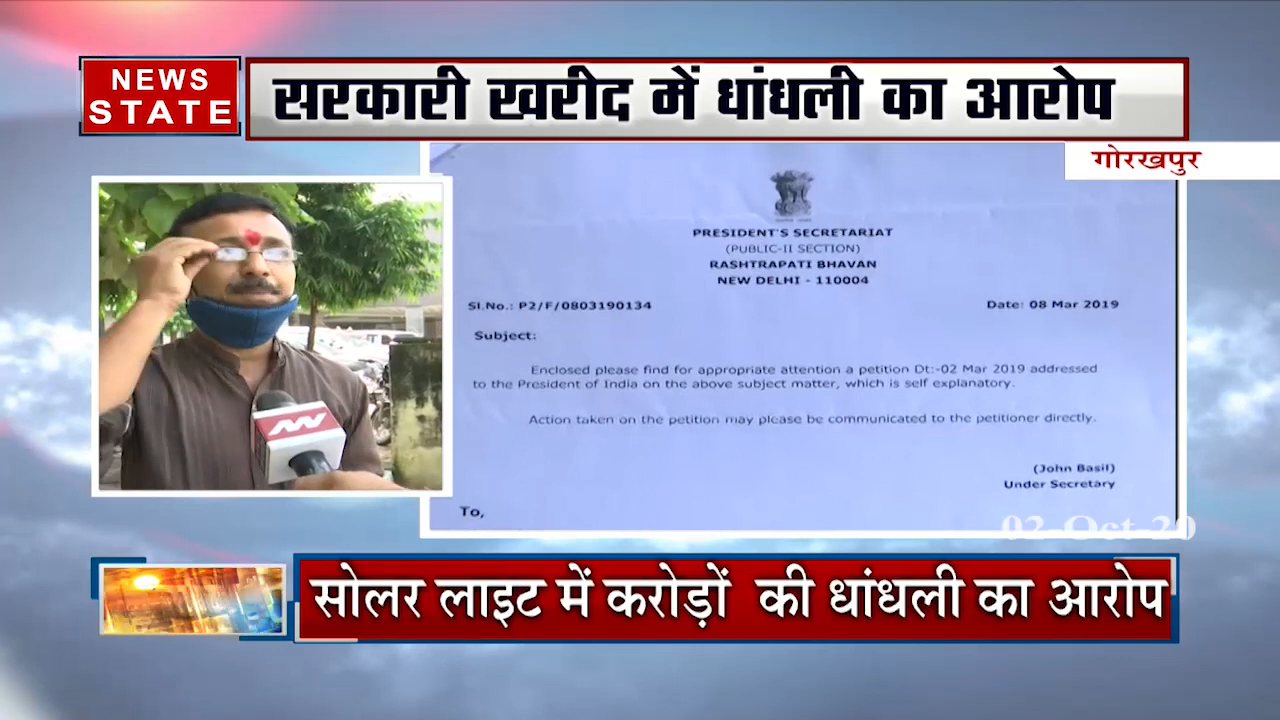 NEWS
STATE
सरकारी खरीद में धांधली का आरोप
गोरखपुर
PRESIDENT'S SECRETARIAT
(PUBLIC-II SECTION)
RASHTRAPATI BHAVAN
NEW DELHI - 110004
Sl.No.: P2/F/0803190134
Date: 08 Mar 2019
Subject:
Enclosed please find for appropriate attention a petition Dt:-02 Mar 2019 addressed
to the President of India on the above subject matter, which is self explanatory.
Action taken on the petition may please be communicated to the petitioner directly.
(John Basil)
Under Secretary
To,
02-Oct-20
सोलर लाइट में करोड़ों की धांधली का आरोप